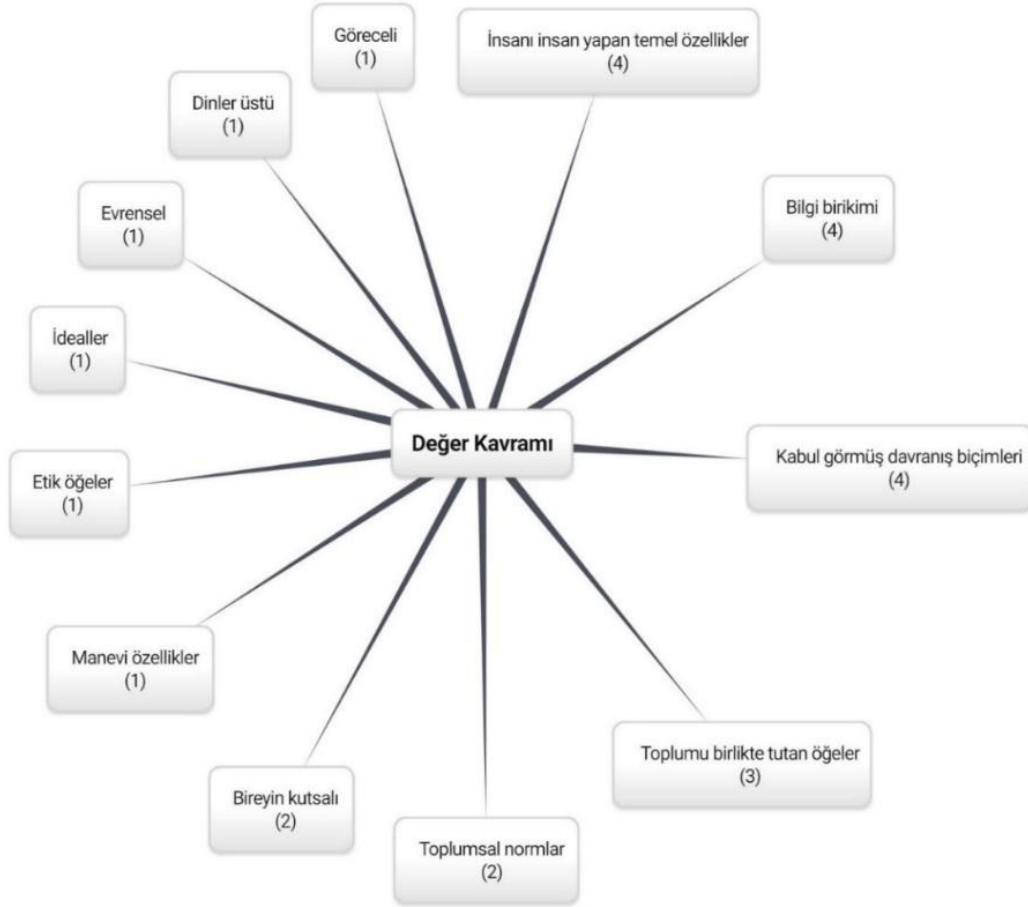 Göreceli
(1)
İnsanı insan yapan temel özellikler
(4)
Dinler üstü
(1)
Evrensel
(1)
Bilgi birikimi
(4)
İdealler
(1)
Değer Kavramı
Kabul görmüş davranış biçimleri
(4)
Etik öğeler
(1)
Manevi özellikler
(1)
Toplumu birlikte tutan öğeler
(3)
Bireyin kutsalı
(2)
Toplumsal normlar
(2)